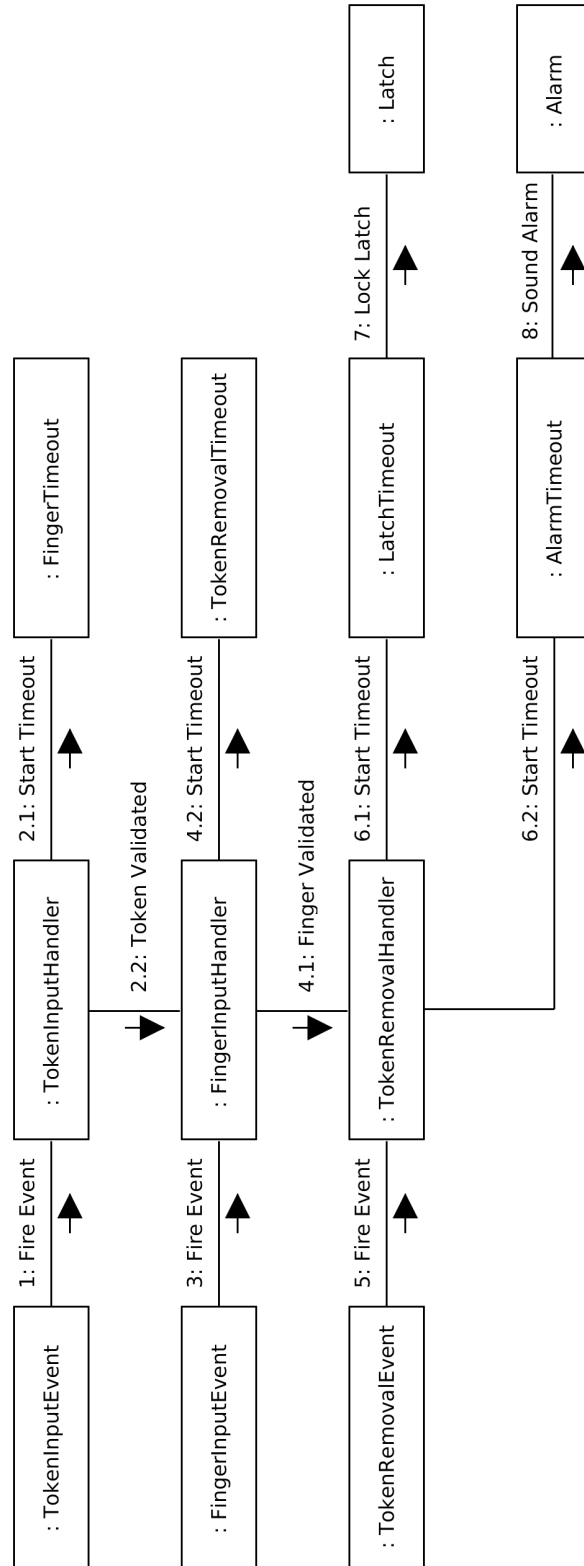 : TokenInputEvent
1: Fire Event
: TokenInputHandler
2.1: Start Timeout
: FingerTimeout
2.2: Token Validated
: FingerInputEvent
3: Fire Event
: FingerInputHandler
4.2: Start Timeout
: TokenRemovalTimeout
4.1: Finger Validated
: TokenRemovalEvent
5: Fire Event
: TokenRemovalHandler
6.1: Start Timeout
: LatchTimeout
7: Lock Latch
: Latch
6.2: Start Timeout
: AlarmTimeout
8: Sound Alarm
: Alarm